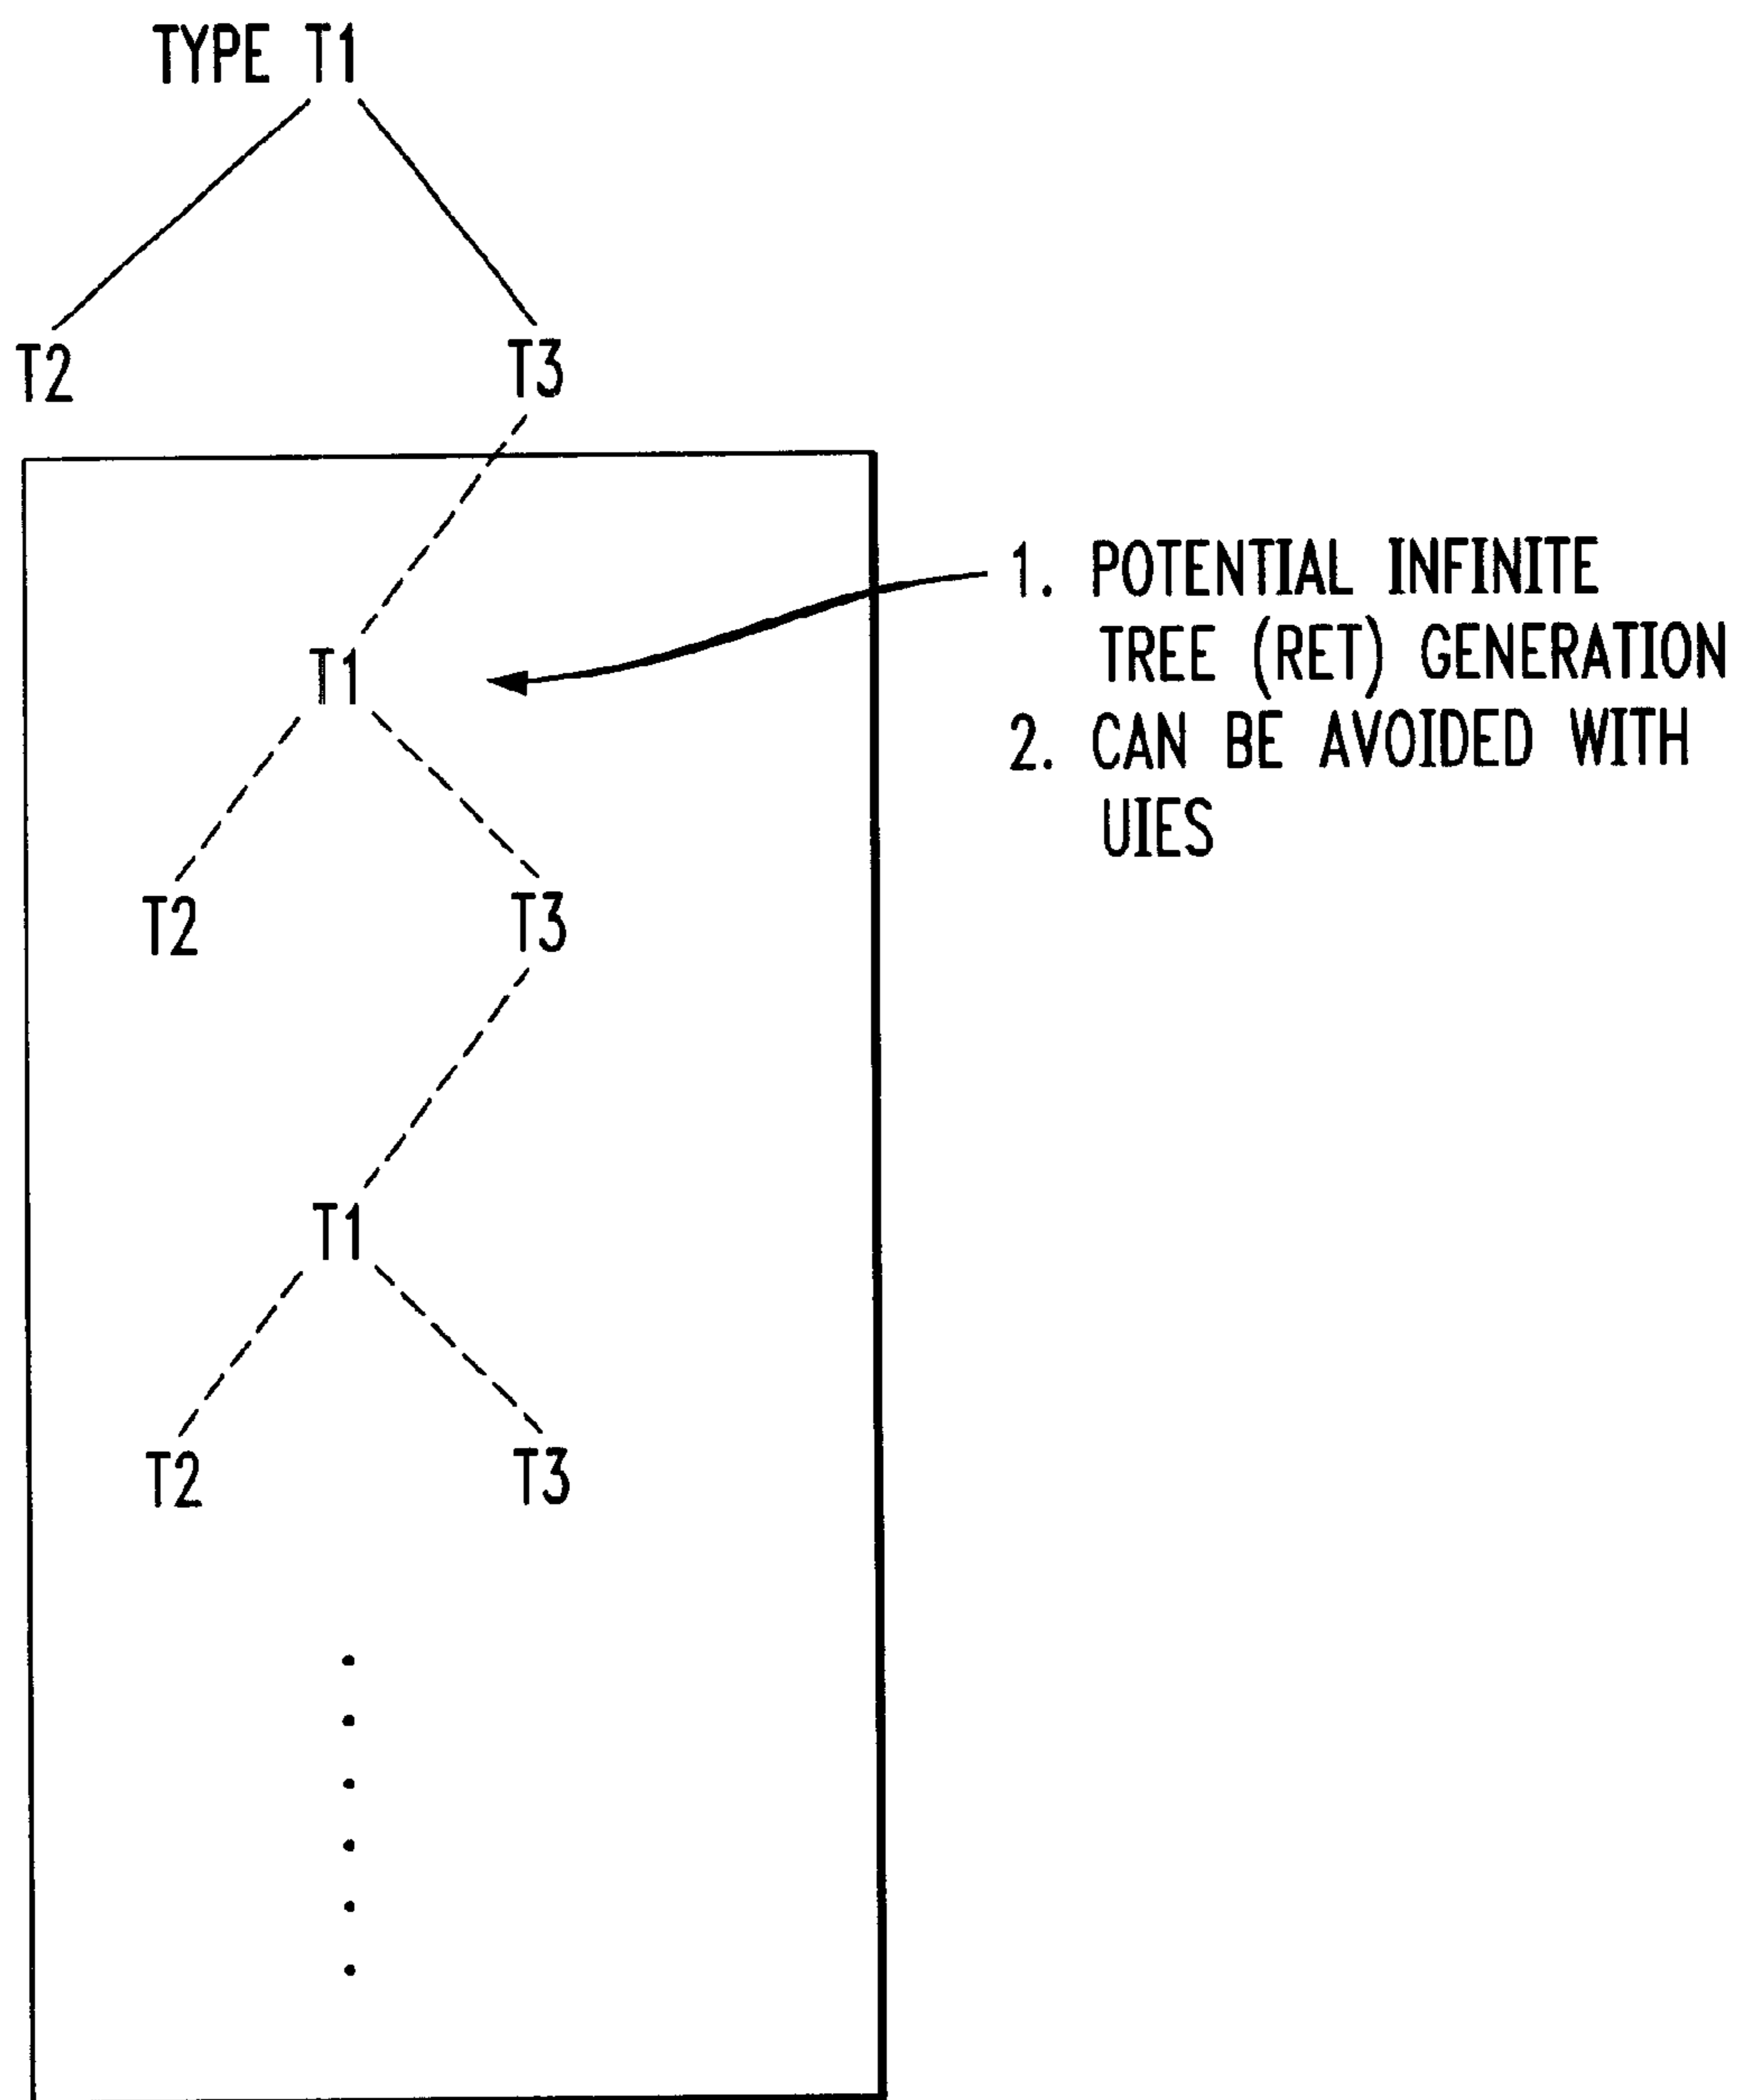 TYPE T1
T2 T3
T1
1. POTENTIAL INFINITE
TREE (RET) GENERATION
2. CAN BE AVOIDED WITH
UIES
T2 T3
T1
T2 T3